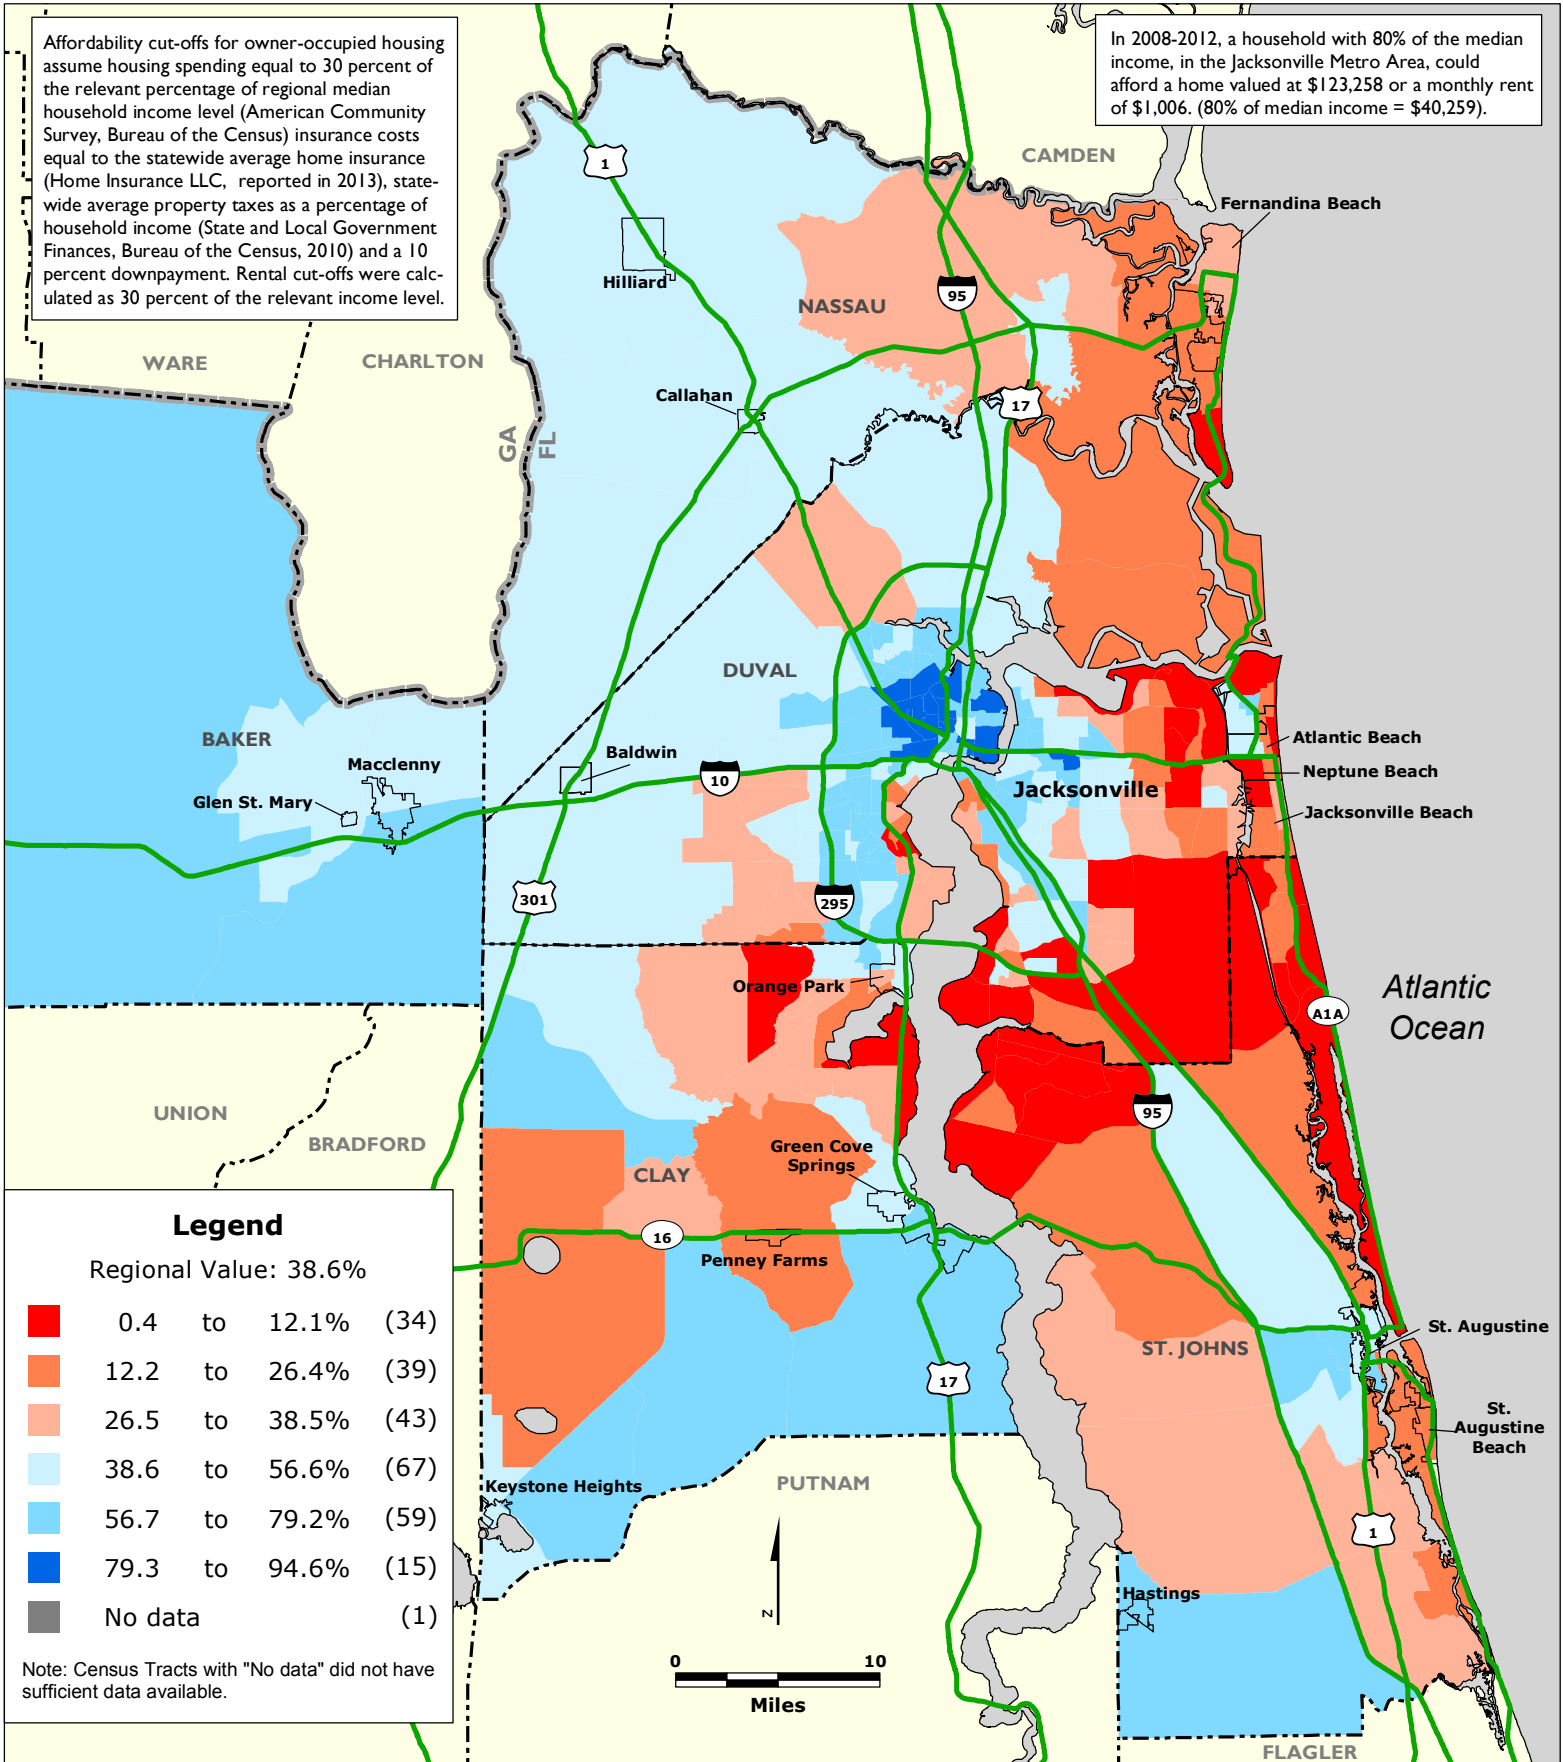 Affordability cut-offs for owner-occupied housing
assume housing spending equal to 30 percent of
the relevant percentage of regional median
household income level (American Community
Survey, Bureau of the Census) insurance costs
equal to the statewide average home insurance
(Home Insurance LLC, reported in 2013), state-
wide average property taxes as a percentage of
household income (State and Local Government
Finances, Bureau of the Census, 2010) and a 10
percent downpayment. Rental cut-offs were calc-
ulated as 30 percent of the relevant income level.
In 2008-2012, a household with 80% of the median
income, in the Jacksonville Metro Area, could
afford a home valued at $123,258 or a monthly rent
of $1,006. (80% of median income = $40,259).
CAMDEN
1
Fernandina Beach
Hilliard
95
NASSAU
WARE
CHARLTON
Callahan
17
GA
FL
DUVAL
BAKER
Atlantic Beach
Macclenny
Baldwin
Neptune Beach
10
Jacksonville
Glen St. Mary
Jacksonville Beach
301
295
Orange Park
Atlantic
Ocean
A1A
UNION
95
BRADFORD
Green Cove
Springs
CLAY
16
Penney Farms
St. Augustine
ST. JOHNS
17
St.
Augustine
Beach
PUTNAM
Keystone Heights
1
Hastings
Legend
Regional Value: 38.6%
0.4 to 12.1% (34)
12.2 to 26.4% (39)
26.5 to 38.5% (43)
38.6 to 56.6% (67)
56.7 to 79.2% (59)
79.3 to 94.6% (15)
No data (1)
Note: Census Tracts with "No data" did not have
sufficient data available.
N
0 10
Miles
FLAGLER